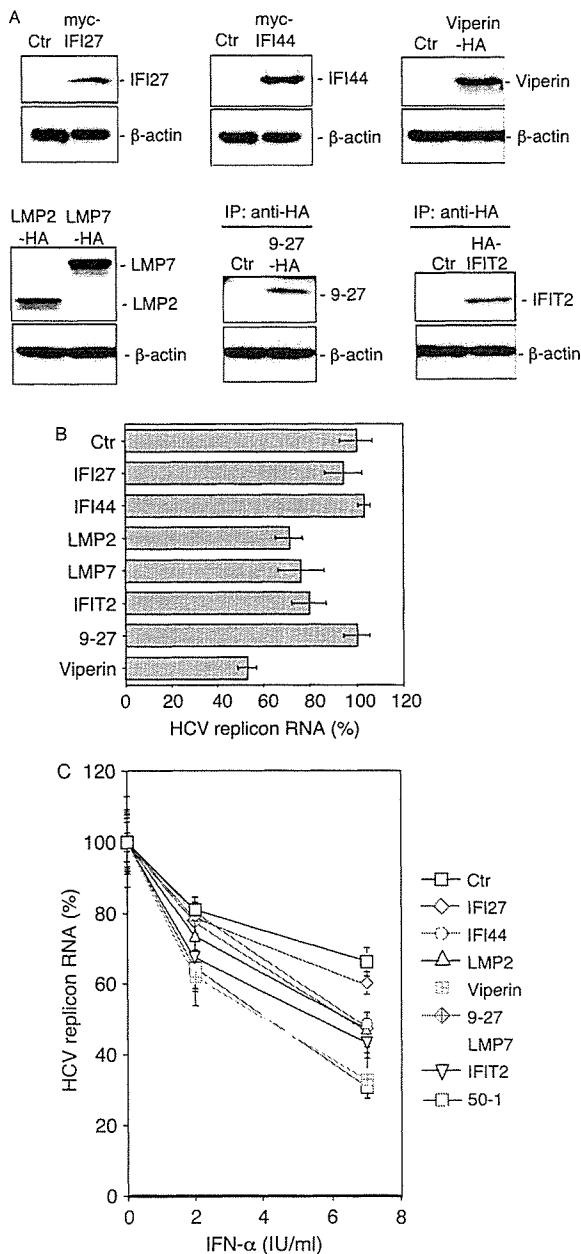 A
myc-
Ctr IFI27
- IFI27
- β-actin
myc-
Ctr IFI44
- IFI44
- β-actin
Viperin
Ctr -HA
- Viperin
- β-actin
LMP2 LMP7
-HA -HA
- LMP7
- LMP2
- β-actin
IP: anti-HA
9-27
Ctr -HA
- 9-27
- β-actin
IP: anti-HA
HA-
Ctr IFIT2
- IFIT2
- β-actin
B
Ctr
IFI27
IFI44
LMP2
LMP7
IFIT2
9-27
Viperin
0 20 40 60 80 100 120
HCV replicon RNA (%)
C
120
100
80
60
40
20
0
HCV replicon RNA (%)
0 2 4 6 8
IFN-α (IU/ml)
Ctr
IFI27
IFI44
LMP2
Viperin
9-27
LMP7
IFIT2
50-1